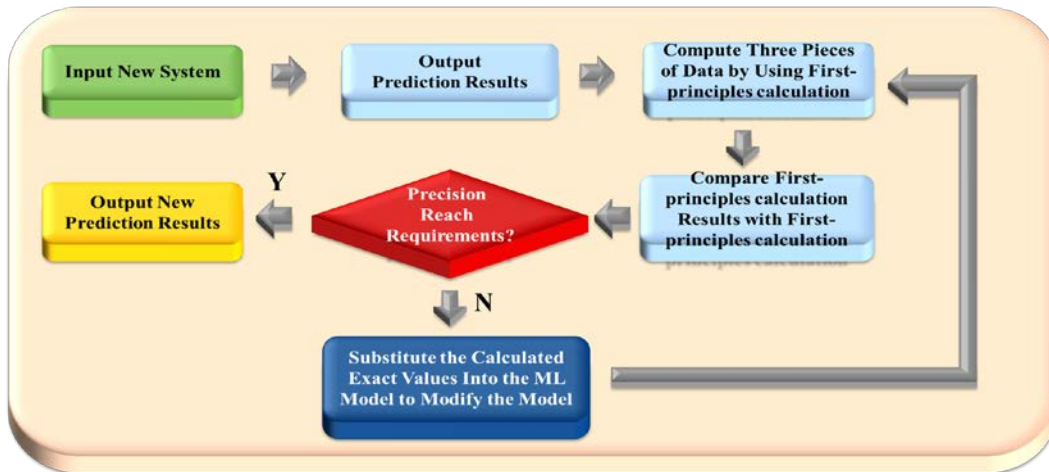 Input New System
Output
Prediction Results
Compute Three Pieces
of Data by Using First-
principles calculation
Compare First-
principles calculation
Results with First-
principles calculation
Precision
Reach
Requirements?
Y
Output New
Prediction Results
N
Substitute the Calculated
Exact Values Into the ML
Model to Modify the Model